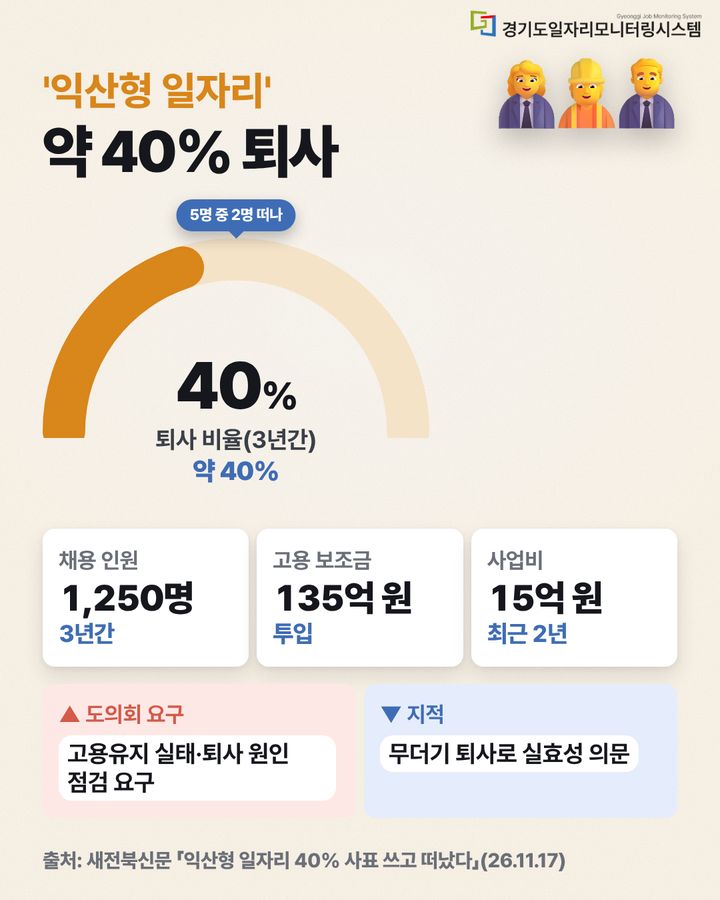 Gyeonggi Job Monitoring System
경기도일자리모니터링시스템
'익산형 일자리'
약 40% 퇴사
5명 중 2명 떠나
40%
퇴사 비율(3년간)
약 40%
채용 인원
1,250명
3년간
고용 보조금
135억 원
투입
사업비
15억 원
최근 2년
▲ 도의회 요구
고용유지 실태·퇴사 원인
점검 요구
▼ 지적
무더기 퇴사로 실효성 의문
출처: 새전북신문 「익산형 일자리 40% 사표 쓰고 떠났다」(26.11.17)